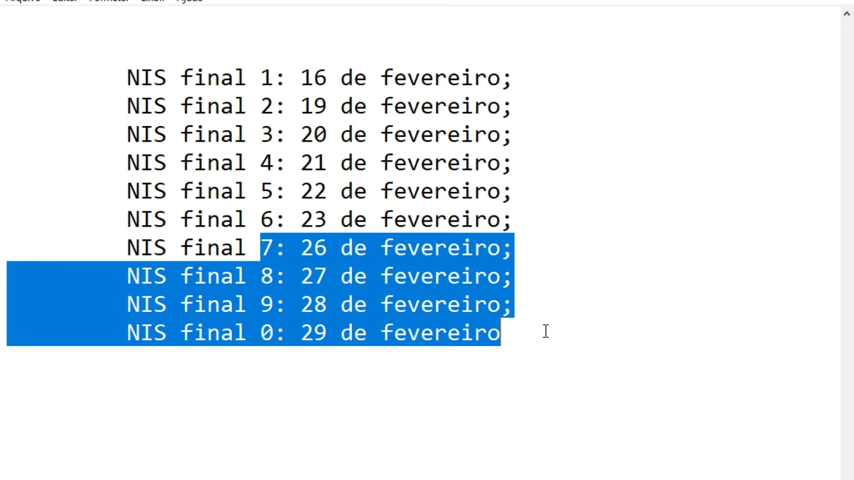 NIS final 1: 16 de fevereiro;
NIS final 2: 19 de fevereiro;
NIS final 3: 20 de fevereiro;
NIS final 4: 21 de fevereiro;
NIS final 5: 22 de fevereiro;
NIS final 6: 23 de fevereiro;
NIS final 7: 26 de fevereiro;
NIS final 8: 27 de fevereiro;
NIS final 9: 28 de fevereiro;
NIS final 0: 29 de fevereiro